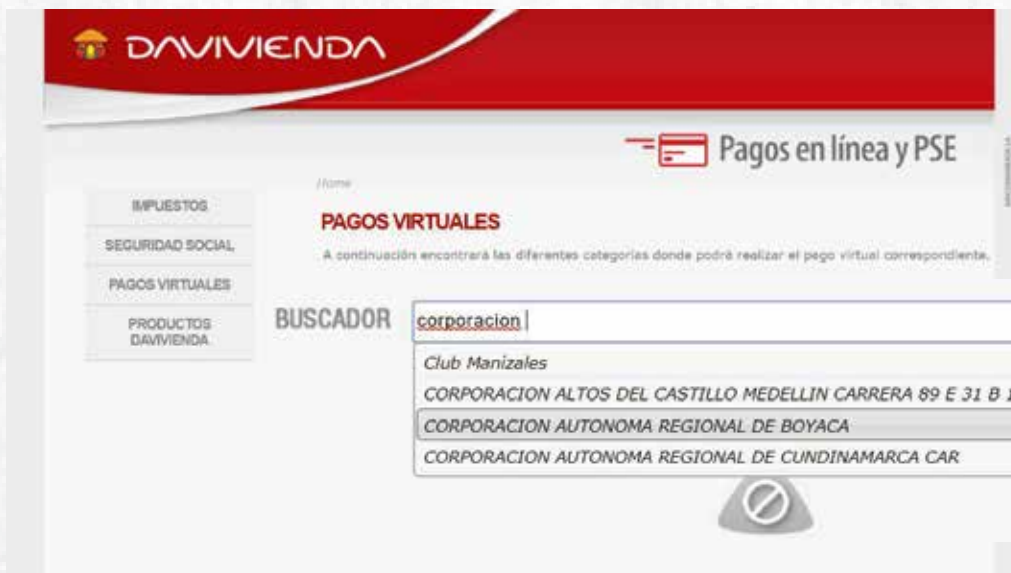 DAVIVIENDA
Pagos en línea y PSE
Home
IMPUESTOS
SEGURIDAD SOCIAL
PAGOS VIRTUALES
PRODUCTOS
DAVIVIENDA
PAGOS VIRTUALES
A continuación encontrará las diferentes categorías donde podrá realizar el pago virtual correspondiente.
BUSCADOR
corporacion
Club Manizales
CORPORACION ALTOS DEL CASTILLO MEDELLIN CARRERA 89 E 31 B
CORPORACION AUTONOMA REGIONAL DE BOYACA
CORPORACION AUTONOMA REGIONAL DE CUNDINAMARCA CAR